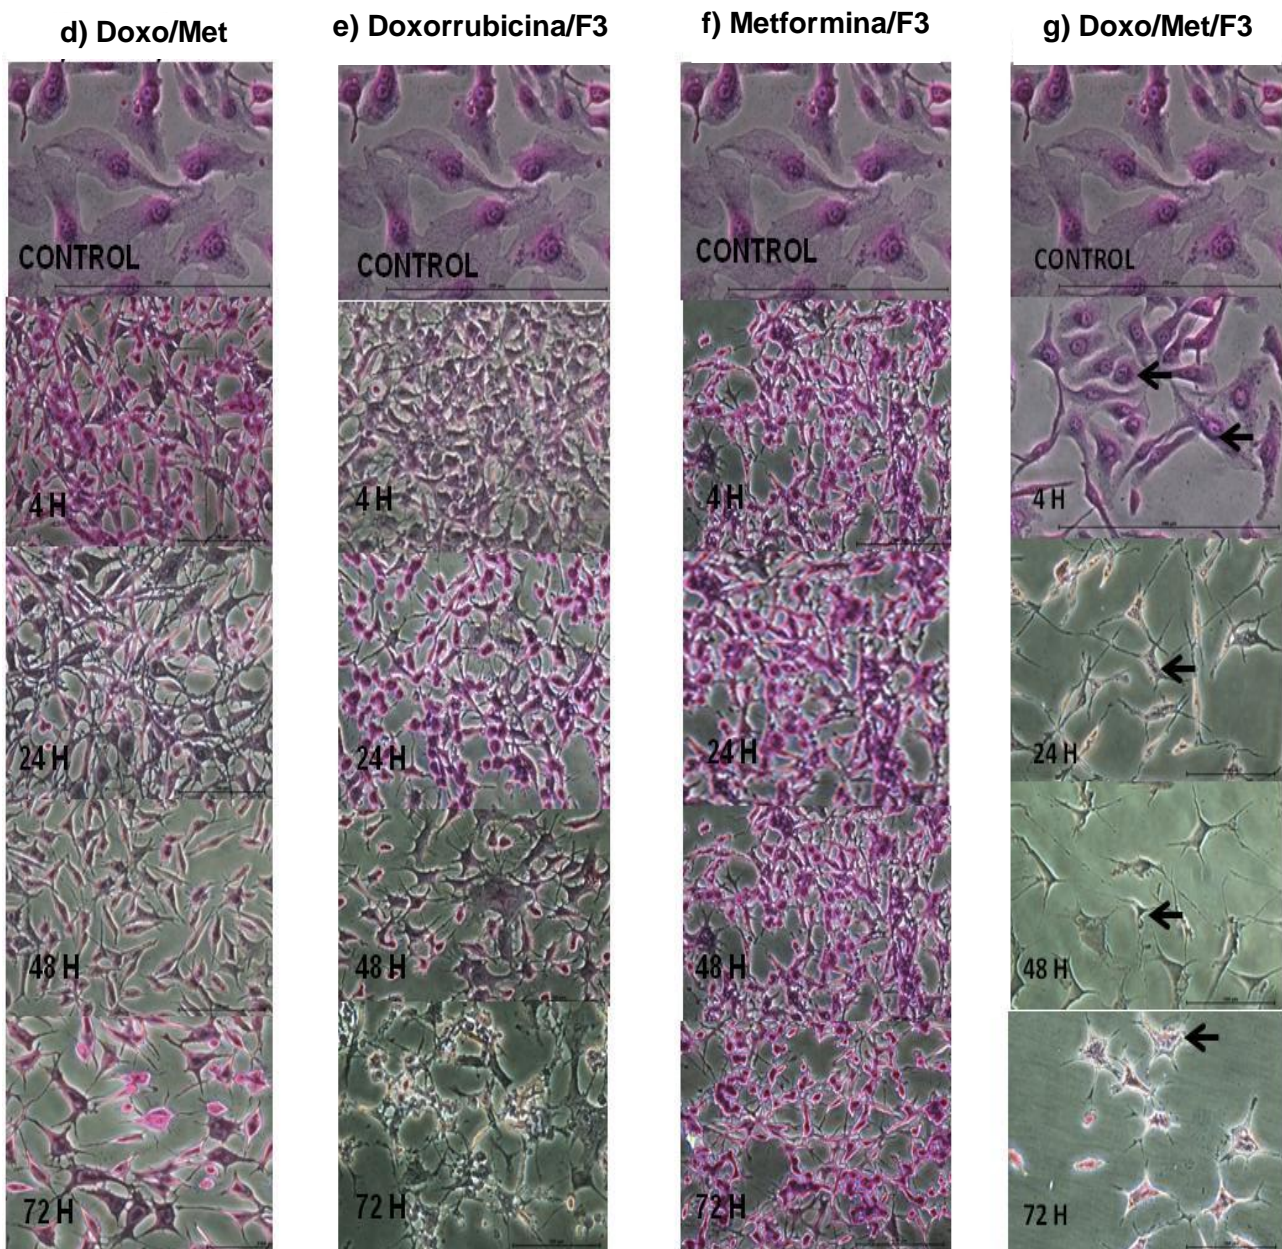 d) Doxo/Met
e) Doxorrubicina/F3
f) Metformina/F3
g) Doxo/Met/F3
CONTROL
CONTROL
CONTROL
CONTROL
4 H
4 H
4 H
4 H
24 H
24 H
24 H
24 H
48 H
48 H
48 H
48 H
72 H
72 H
72 H
72 H